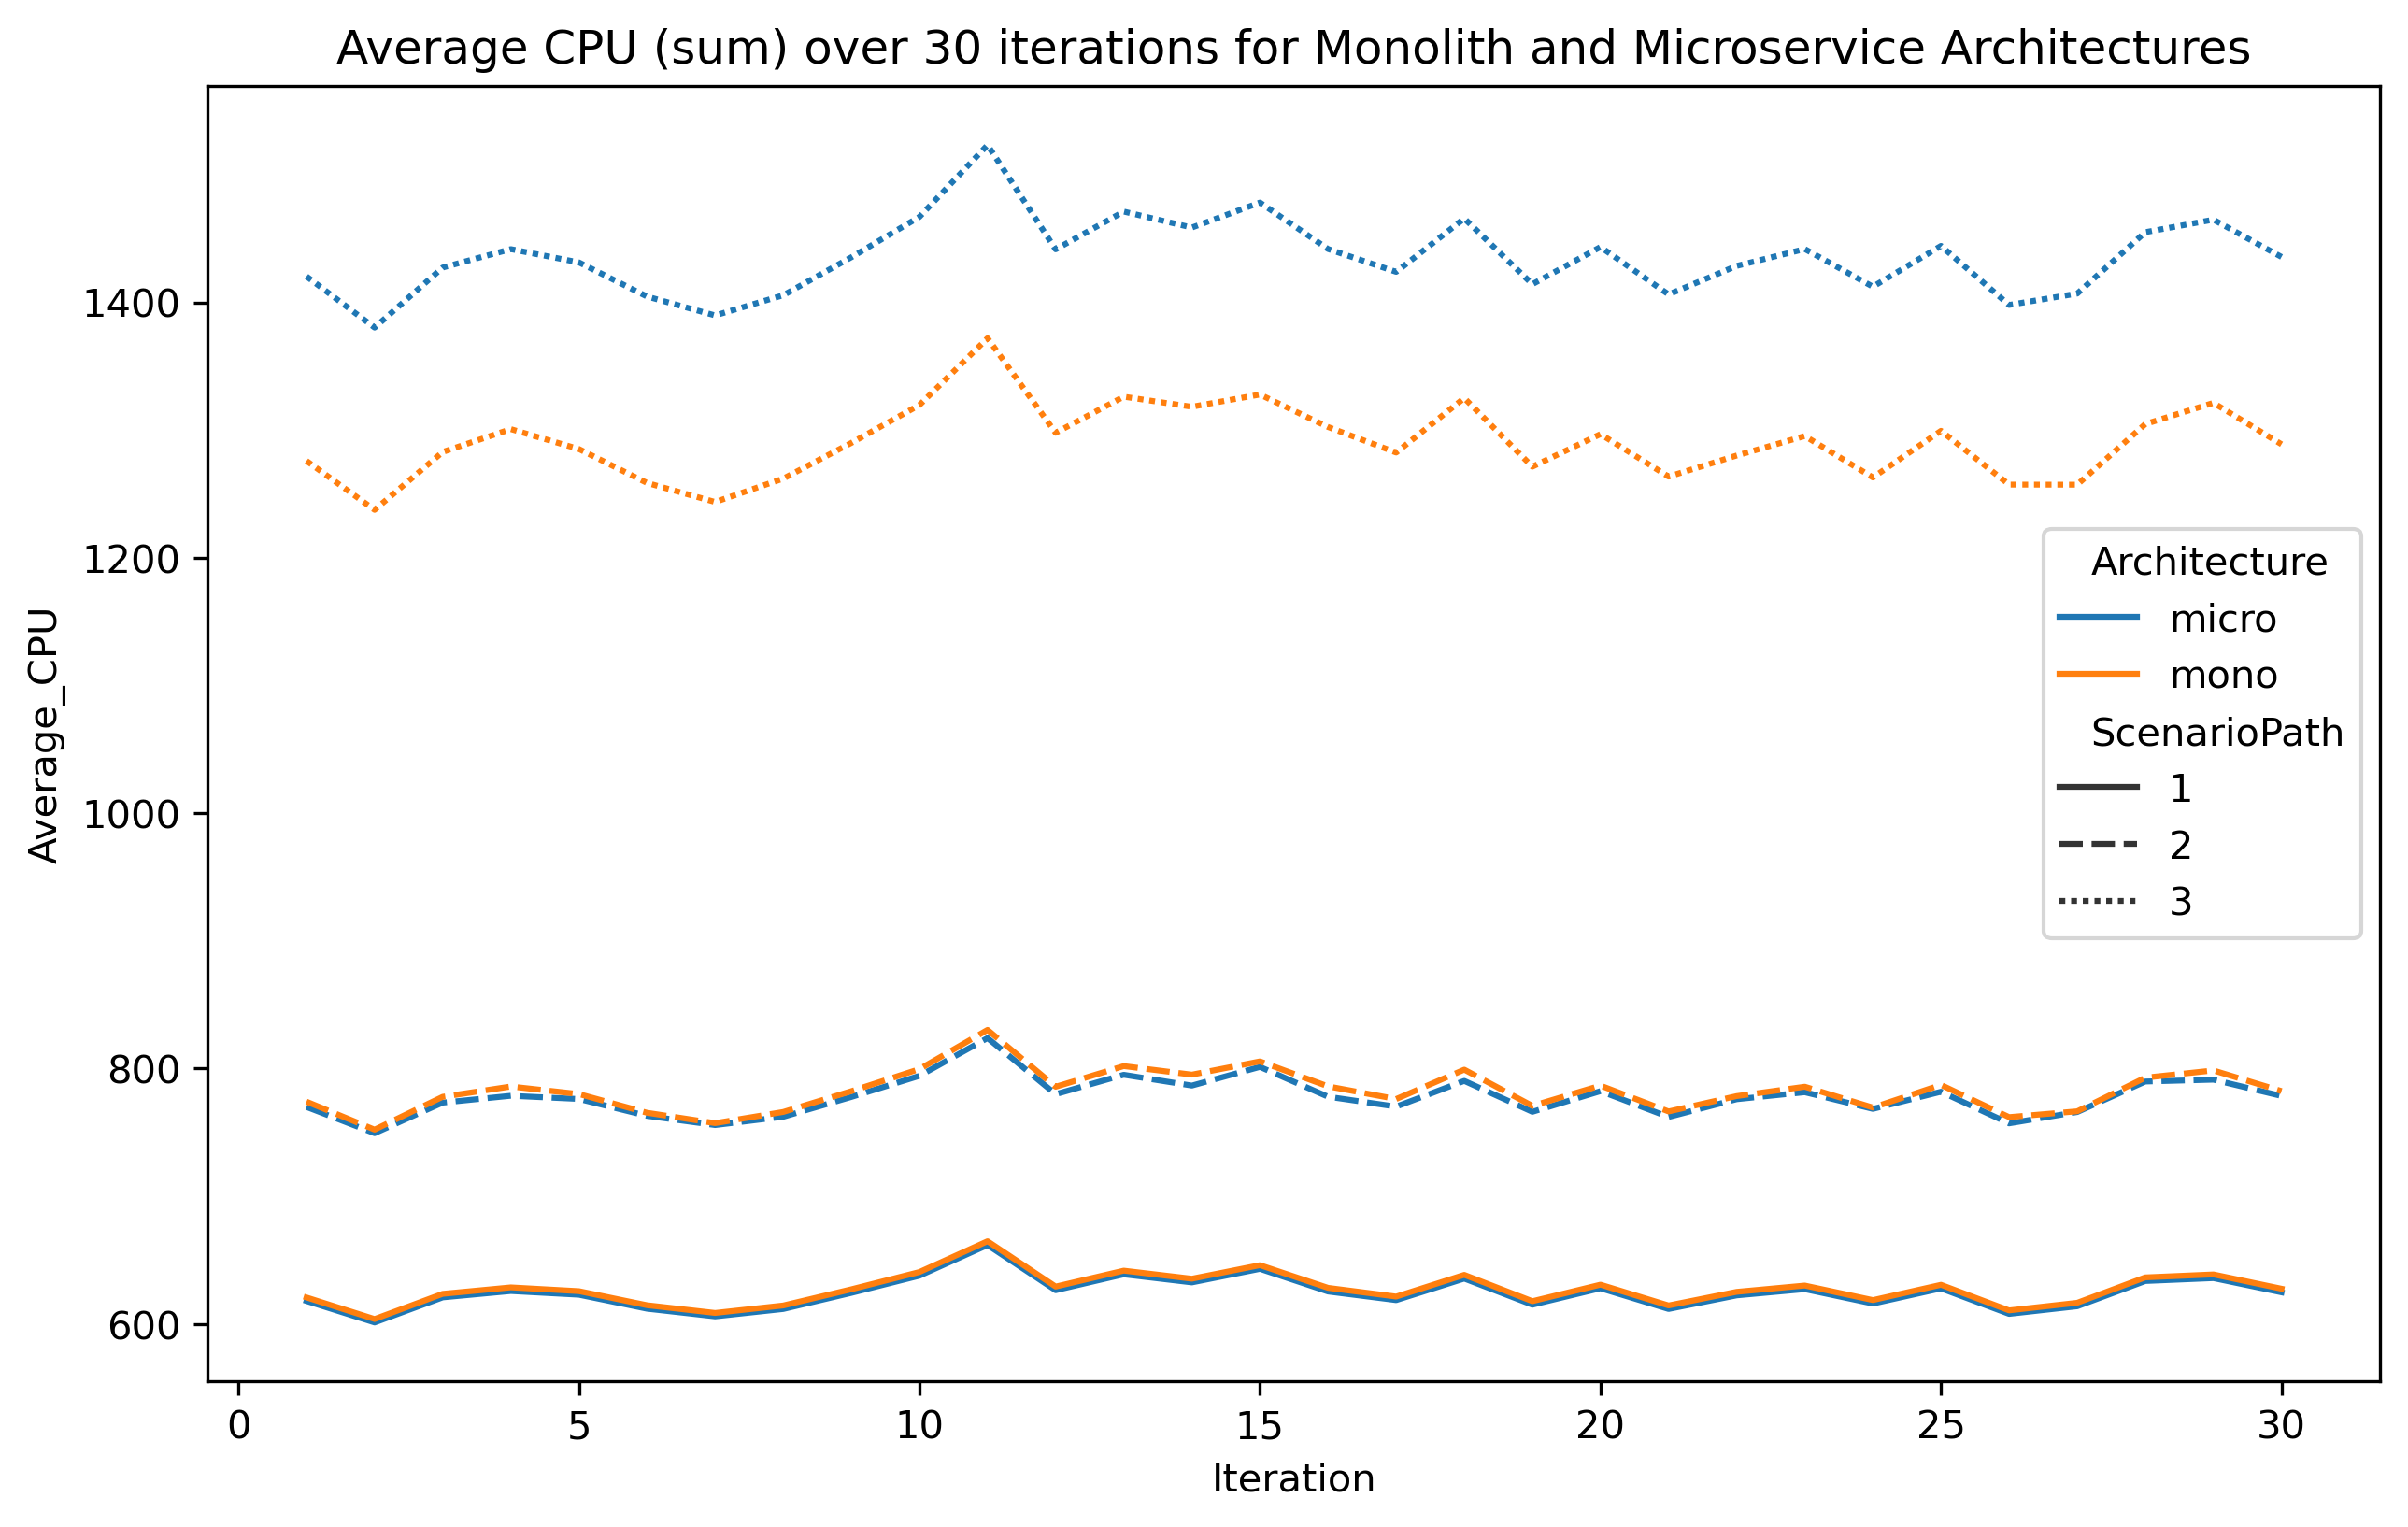 Average CPU (sum) over 30 iterations for Monolith and Microservice Architectures
1400
1200
1000
800
600
Average_CPU
Architecture
micro
mono
ScenarioPath
1
2
3
0 5 10 15 20 25 30
Iteration